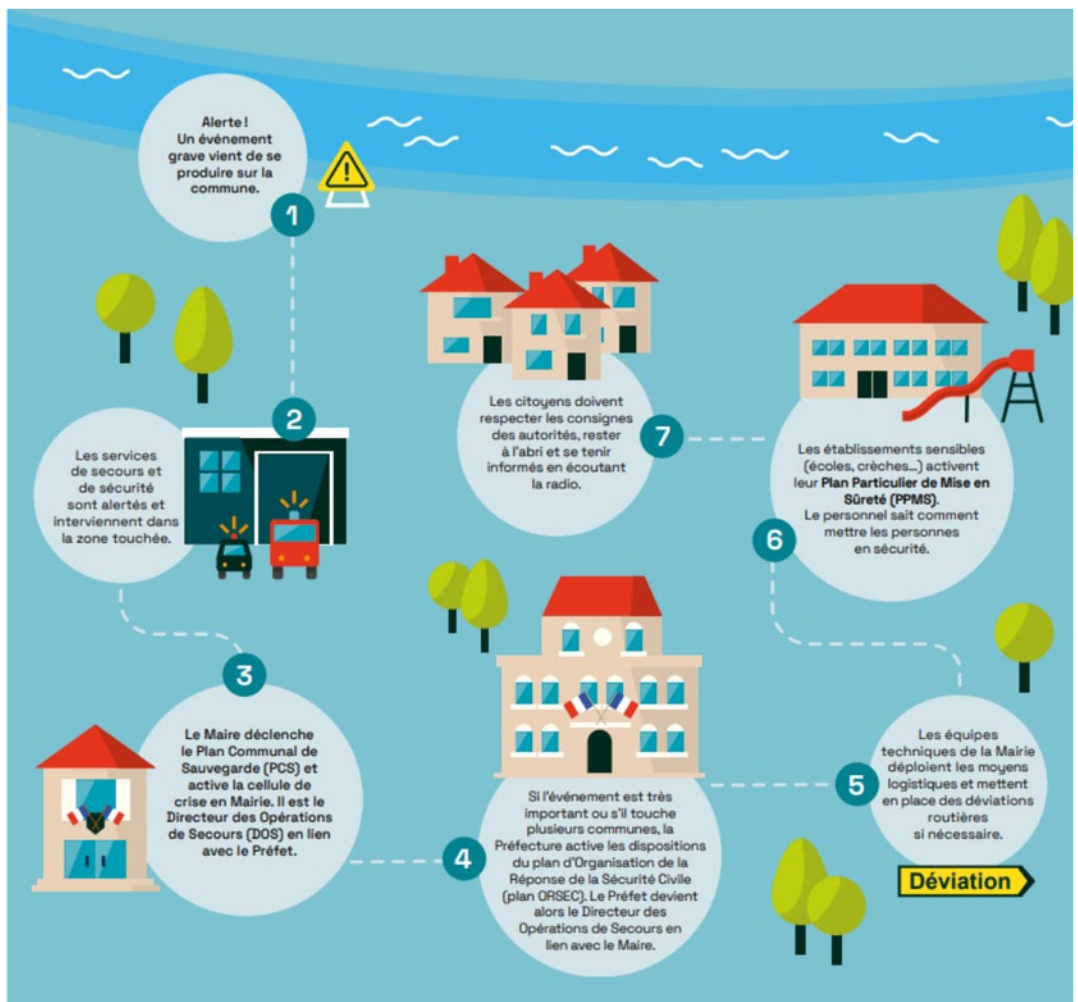 Alerte !
Un événement
grave vient de se
produire sur la
commune.
1
2
Les services
de secours et
de sécurité
sont alertés et
interviennent dans
la zone touchée.
3
Le Maire déclenche
le Plan Communal de
Sauvegarde (PCS) et
active la cellule de
crise en Mairie. Il est le
Directeur des Opérations
de Secours (DOS) en lien
avec le Préfet.
4
Si l'événement est très
important ou s'il touche
plusieurs communes, la
Préfecture active les dispositions
du plan d'Organisation de la
Réponse de la Sécurité Civile
(plan ORSEC). Le Préfet devient
alors le Directeur des
Opérations de Secours en
lien avec le Maire.
5
Les équipes
techniques de la Mairie
déploient les moyens
logistiques et mettent
en place des déviations
routières
si nécessaire.
Déviation
6
Les établissements sensibles
(écoles, crèches...) activent
leur Plan Particulier de Mise en
Sûreté (PPMS).
Le personnel sait comment
mettre les personnes
en sécurité.
7
Les citoyens doivent
respecter les consignes
des autorités, rester
à l'abri et se tenir
informés en écoutant
la radio.